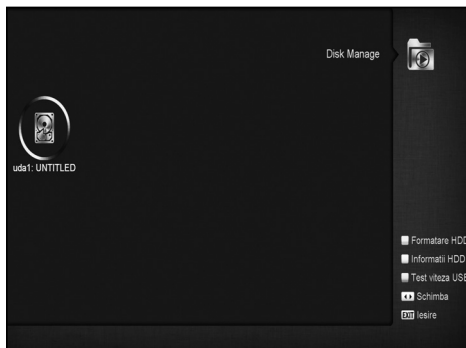 Disk Manage
uda1: UNTITLED
Formatare HDD
Informatii HDD
Test viteza USB
Schimba
EXIT Iesire